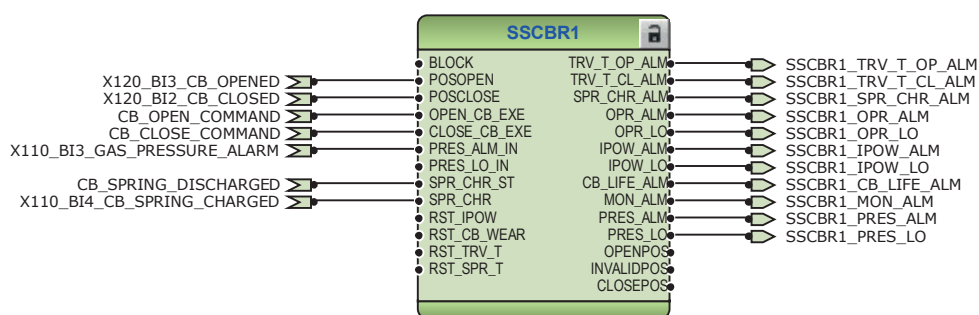 SSCBR1
BLOCK TRV_T_OP_ALM SSCBR1_TRV_T_OP_ALM
X120_BI3_CB_OPENED POSOPEN TRV_T_CL_ALM SSCBR1_TRV_T_CL_ALM
X120_BI2_CB_CLOSED POSCLOSE SPR_CHR_ALM SSCBR1_SPR_CHR_ALM
CB_OPEN_COMMAND OPEN_CB_EXE OPR_ALM SSCBR1_OPR_ALM
CB_CLOSE_COMMAND CLOSE_CB_EXE OPR_LO SSCBR1_OPR_LO
X110_BI3_GAS_PRESSURE_ALARM PRES_ALM_IN IPOW_ALM SSCBR1_IPOW_ALM
PRES_LO_IN IPOW_LO SSCBR1_IPOW_LO
CB_SPRING_DISCHARGED SPR_CHR_ST CB_LIFE_ALM SSCBR1_CB_LIFE_ALM
X110_BI4_CB_SPRING_CHARGED SPR_CHR MON_ALM SSCBR1_MON_ALM
RST_IPOW PRES_ALM SSCBR1_PRES_ALM
RST_CB_WEAR PRES_LO SSCBR1_PRES_LO
RST_TRV_T OPENPOS
RST_SPR_T INVALIDPOS
CLOSEPOS